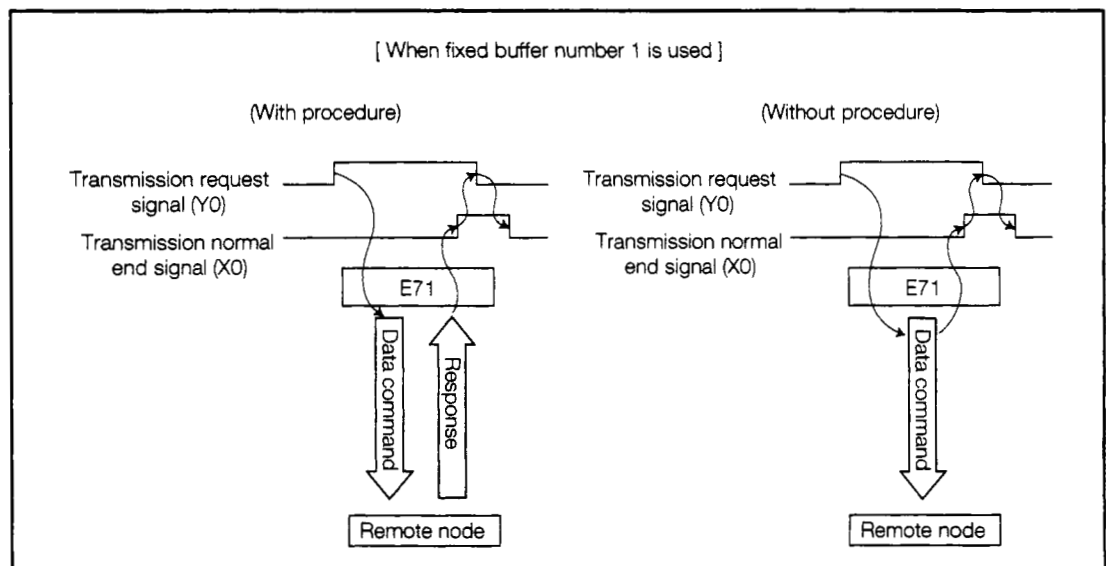 [ When fixed buffer number 1 is used ]
(With procedure)
Transmission request
signal (Y0)
Transmission normal
end signal (X0)
E71
Data command
Response
Remote node
(Without procedure)
Transmission request
signal (Y0)
Transmission normal
end signal (X0)
E71
Data command
Remote node